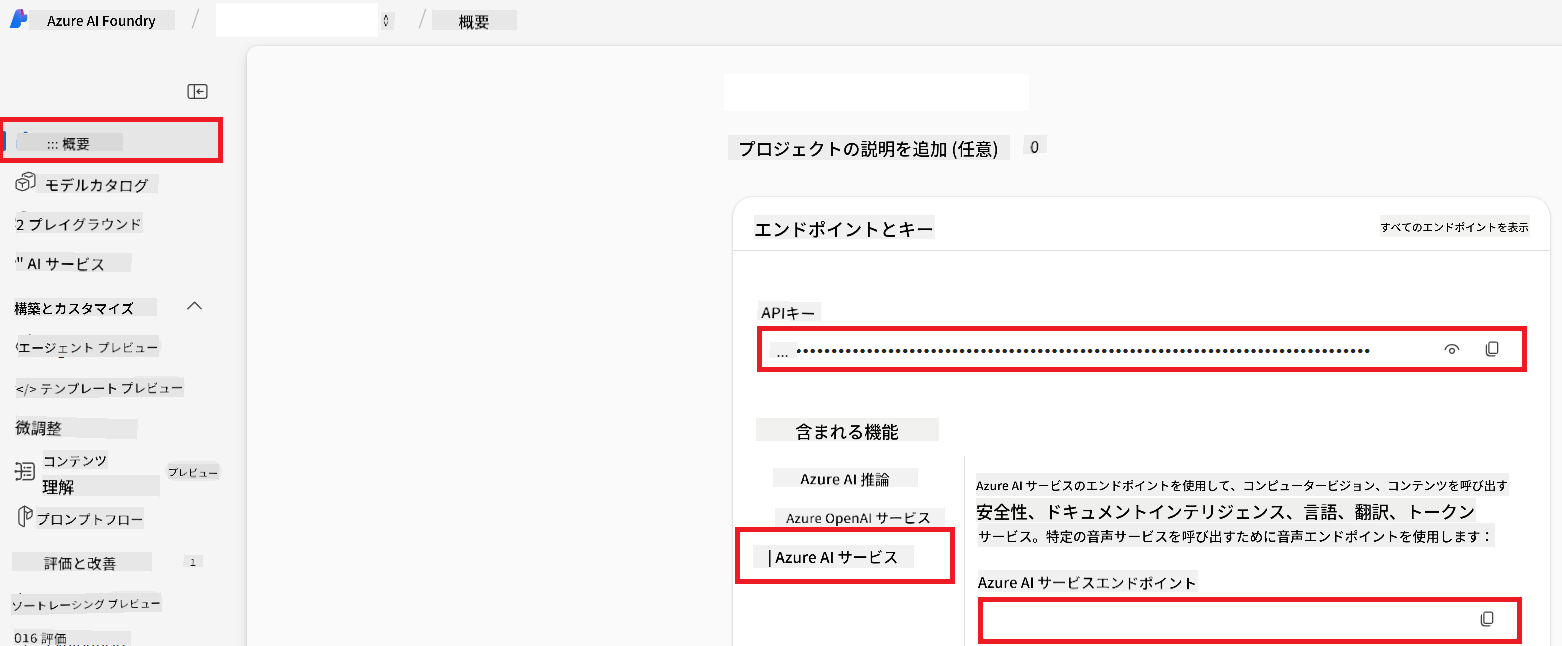 Azure AI Foundry / / 概要
::: 概要
モデルカタログ
2 プレイグラウンド
" AI サービス
構築とカスタマイズ
エージェント プレビュー
</> テンプレート プレビュー
微調整
コンテンツ
理解
プレビュー
プロンプトフロー
評価と改善 1
ソートレーシング プレビュー
016 評価
プロジェクトの説明を追加 (任意) 0
エンドポイントとキー
すべてのエンドポイントを表示
APIキー
... ••••••••••••••••••••••••••••••••••••••••••••••••••••••••••••••••••••••••••••••••
含まれる機能
Azure AI 推論
Azure OpenAI サービス
| Azure AI サービス
Azure AI サービスのエンドポイントを使用して、コンピュータービジョン、コンテンツを呼び出す
安全性、ドキュメントインテリジェンス、言語、翻訳、トークン
サービス。特定の音声サービスを呼び出すために音声エンドポイントを使用します：
Azure AI サービスエンドポイント